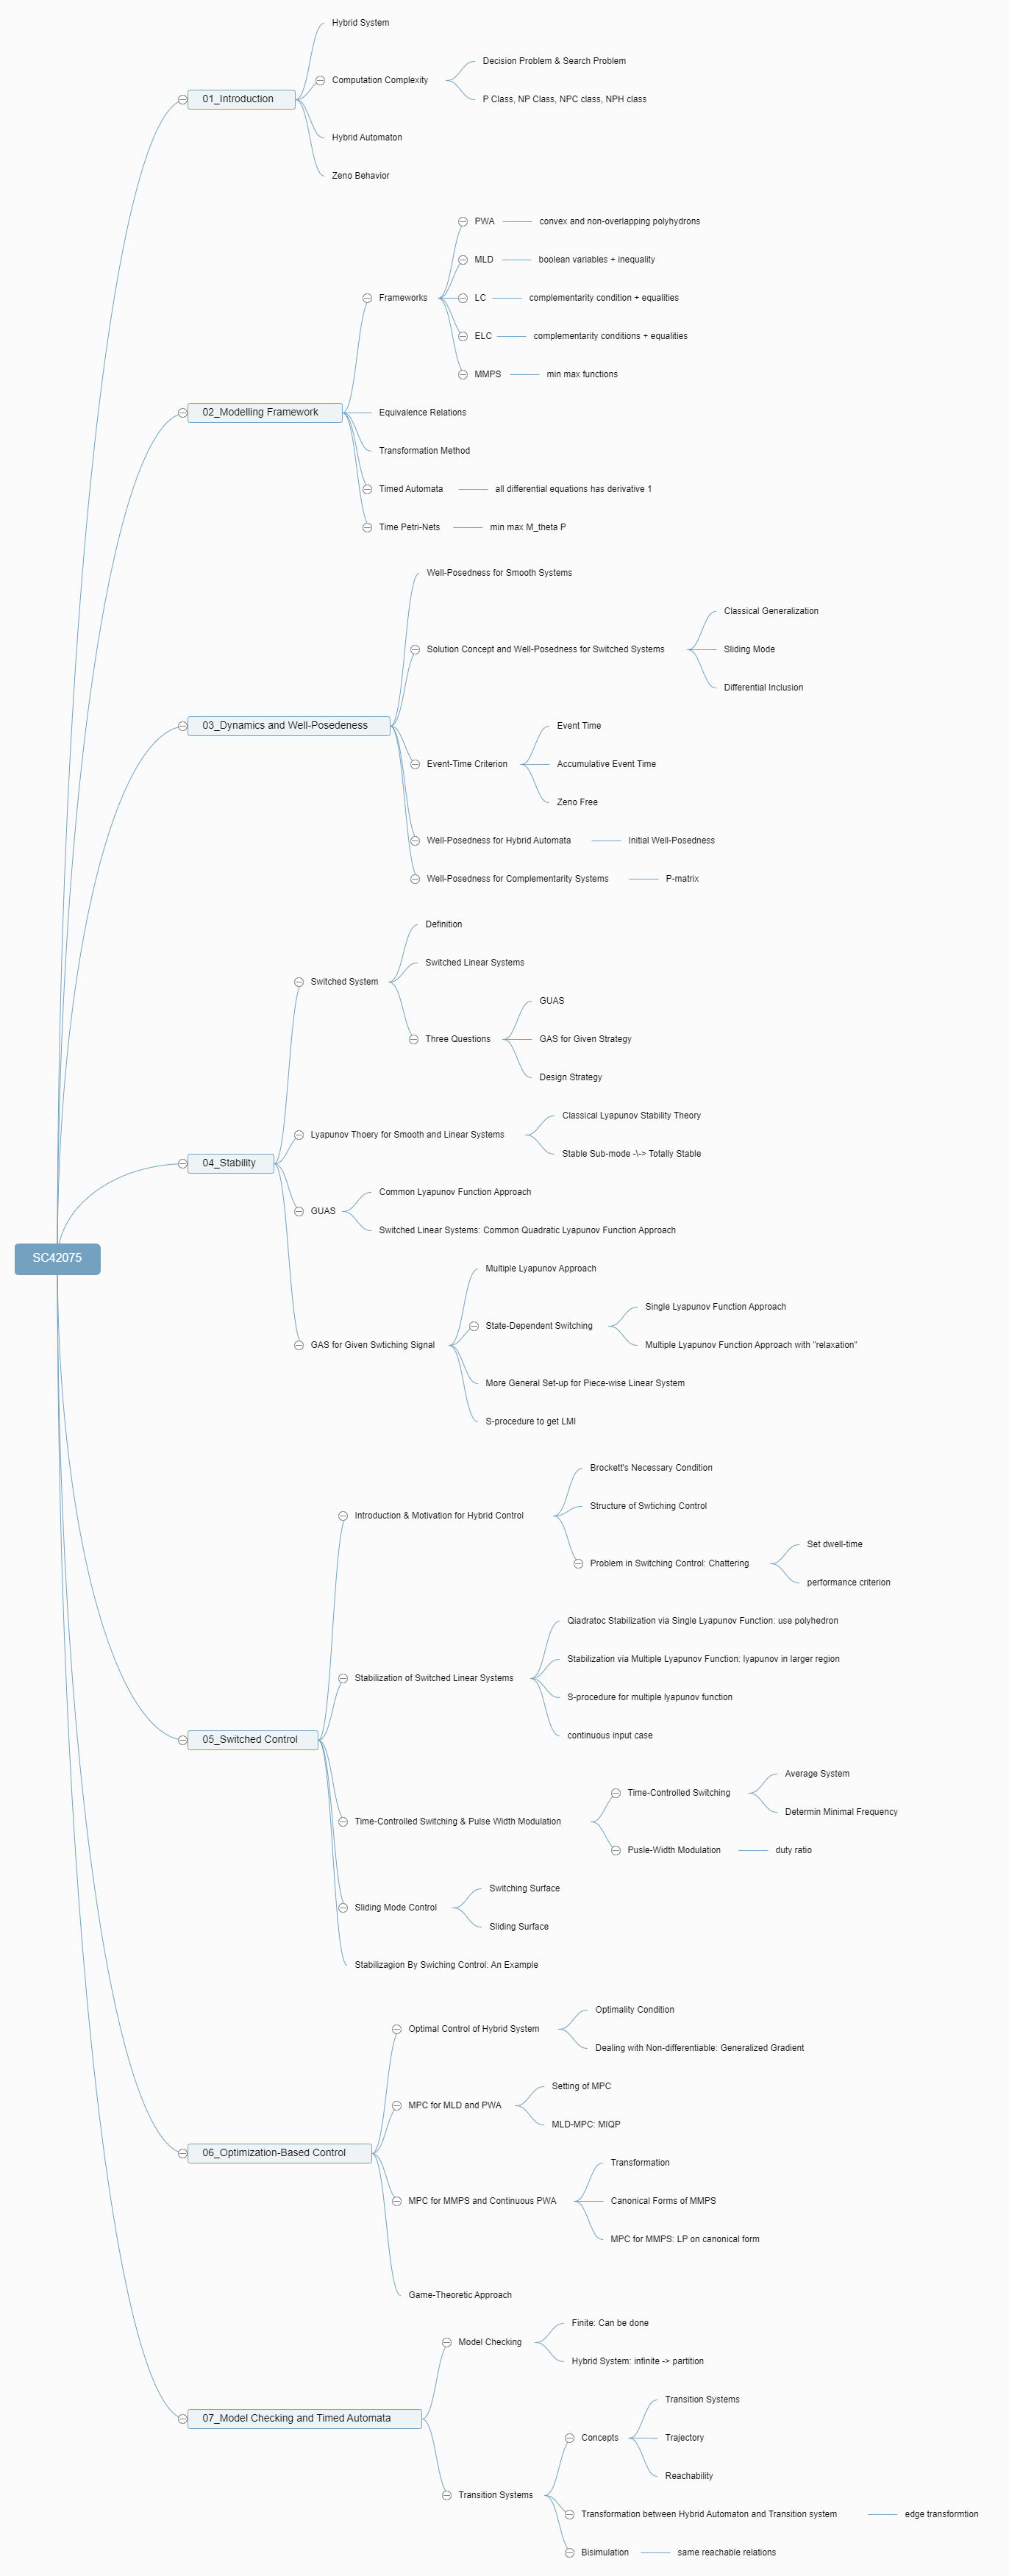 SC42075
01_Introduction
Hybrid System
Computation Complexity
Decision Problem & Search Problem
P Class, NP Class, NPC class, NPH class
Hybrid Automaton
Zeno Behavior
02_Modelling Framework
Frameworks
PWA
convex and non-overlapping polyhydrons
MLD
boolean variables + inequality
LC
complementarity condition + equalities
ELC
complementarity conditions + equalities
MMPS
min max functions
Equivalence Relations
Transformation Method
Timed Automata
all differential equations has derivative 1
Time Petri-Nets
min max M_theta P
03_Dynamics and Well-Posedeness
Well-Posedness for Smooth Systems
Solution Concept and Well-Posedness for Switched Systems
Classical Generalization
Sliding Mode
Differential Inclusion
Event-Time Criterion
Event Time
Accumulative Event Time
Zeno Free
Well-Posedness for Hybrid Automata
Initial Well-Posedness
Well-Posedness for Complementarity Systems
P-matrix
04_Stability
Switched System
Definition
Switched Linear Systems
Three Questions
GUAS
GAS for Given Strategy
Design Strategy
Lyapunov Thoery for Smooth and Linear Systems
Classical Lyapunov Stability Theory
Stable Sub-mode -\-> Totally Stable
GUAS
Common Lyapunov Function Approach
Switched Linear Systems: Common Quadratic Lyapunov Function Approach
GAS for Given Swtiching Signal
Multiple Lyapunov Approach
State-Dependent Switching
Single Lyapunov Function Approach
Multiple Lyapunov Function Approach with "relaxation"
More General Set-up for Piece-wise Linear System
S-procedure to get LMI
05_Switched Control
Introduction & Motivation for Hybrid Control
Brockett's Necessary Condition
Structure of Swtiching Control
Problem in Switching Control: Chattering
Set dwell-time
performance criterion
Stabilization of Switched Linear Systems
Qiadratoc Stabilization via Single Lyapunov Function: use polyhedron
Stabilization via Multiple Lyapunov Function: lyapunov in larger region
S-procedure for multiple lyapunov function
continuous input case
Time-Controlled Switching & Pulse Width Modulation
Time-Controlled Switching
Average System
Determin Minimal Frequency
Pusle-Width Modulation
duty ratio
Sliding Mode Control
Switching Surface
Sliding Surface
Stabilizagion By Swiching Control: An Example
06_Optimization-Based Control
Optimal Control of Hybrid System
Optimality Condition
Dealing with Non-differentiable: Generalized Gradient
MPC for MLD and PWA
Setting of MPC
MLD-MPC: MIQP
MPC for MMPS and Continuous PWA
Transformation
Canonical Forms of MMPS
MPC for MMPS: LP on canonical form
Game-Theoretic Approach
07_Model Checking and Timed Automata
Model Checking
Finite: Can be done
Hybrid System: infinite -> partition
Transition Systems
Concepts
Transition Systems
Trajectory
Reachability
Transformation between Hybrid Automaton and Transition system
edge transformtion
Bisimulation
same reachable relations